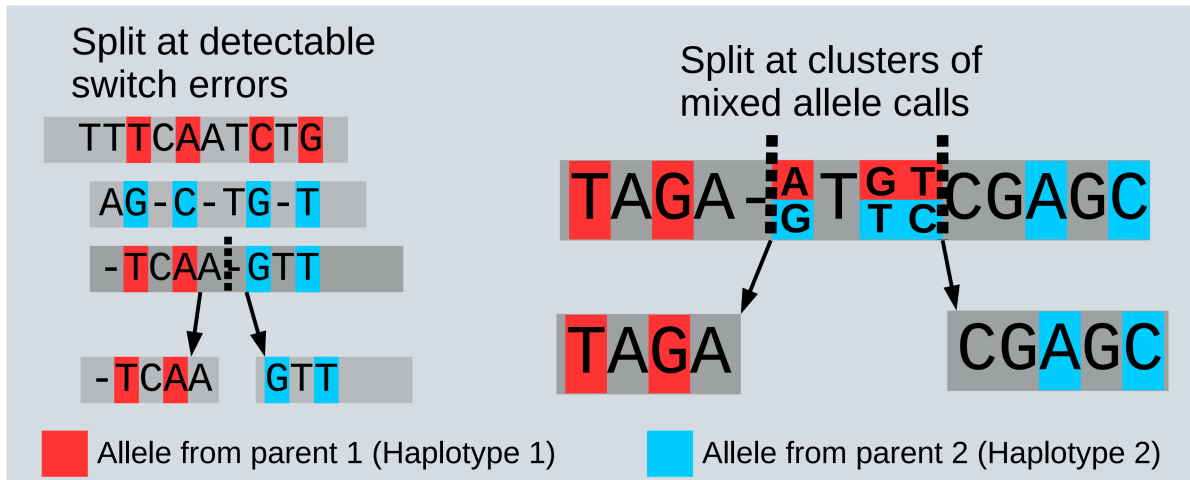 Split at detectable
switch errors
TTTCAATCTG
AG-C-TG-T
-TCAA-GTT
-TCAA GTT
Split at clusters of
mixed allele calls
TAGA-A T G T CGAGC
G T C
TAGA CGAGC
Allele from parent 1 (Haplotype 1)
Allele from parent 2 (Haplotype 2)